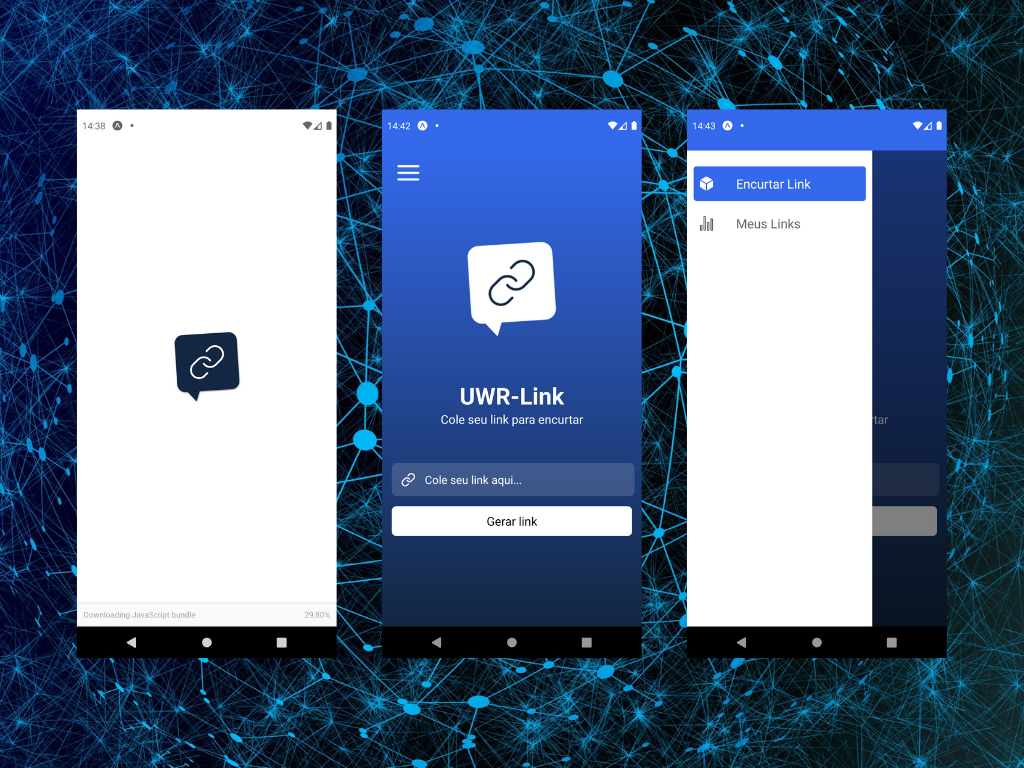 14:38
Downloading JavaScript bundle
29,80%
14:42
UWR-Link
Cole seu link para encurtar
Cole seu link aqui...
Gerar link
14:43
Encurtar Link
Meus Links
rtar